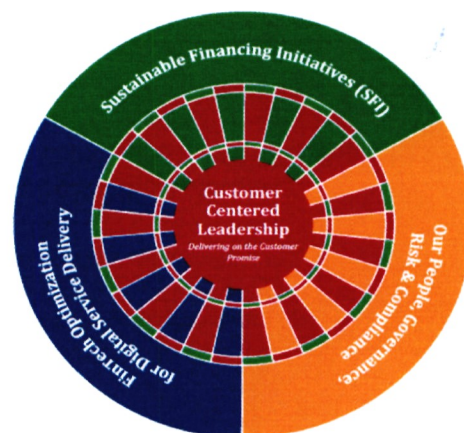 Sustainable Financing Initiatives (SFI)
Customer
Centered
Leadership
Delivering on the Customer
Promise
Our People, Governance,
Risk & Compliance
FinTech Optimization
for Digital Service Delivery